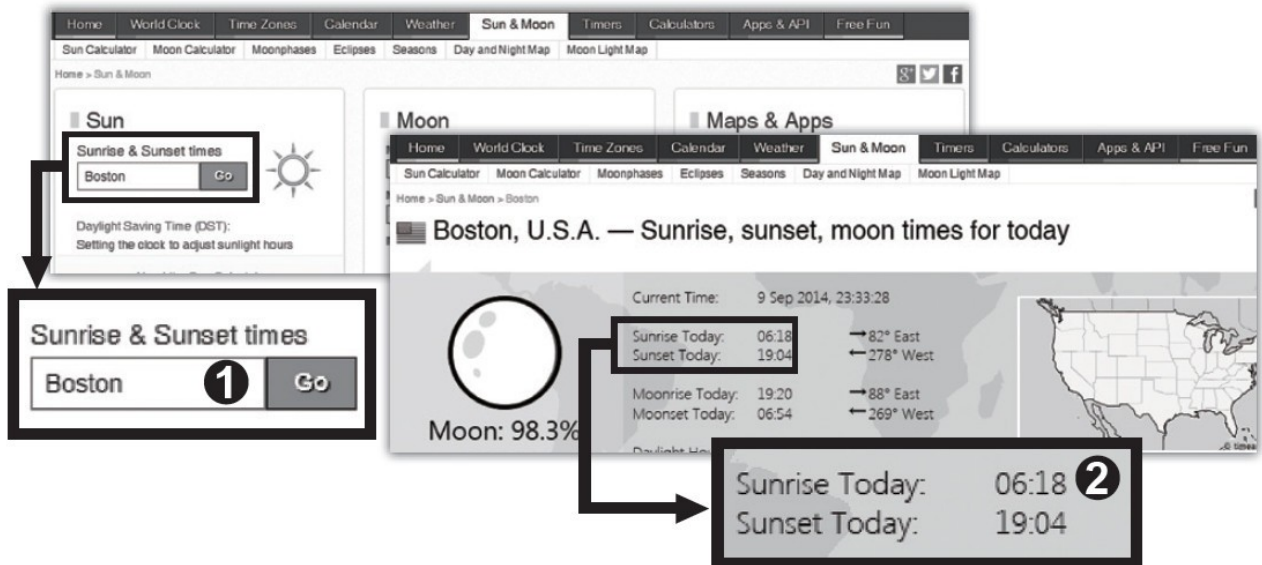 Home World Clock Time Zones Calendar Weather Sun & Moon Timers Calculators Apps & API Free Fun
Sun Calculator Moon Calculator Moonphases Eclipses Seasons Day and Night Map Moon Light Map
Home > Sun & Moon
Sun
Sunrise & Sunset times
Boston Go
Daylight Saving Time (DST):
Setting the clock to adjust sunlight hours
Moon
Maps & Apps
Sunrise & Sunset times
Boston 1 Go
Home World Clock Time Zones Calendar Weather Sun & Moon Timers Calculators Apps & API Free Fun
Sun Calculator Moon Calculator Moonphases Eclipses Seasons Day and Night Map Moon Light Map
Home > Sun & Moon > Boston
Boston, U.S.A. — Sunrise, sunset, moon times for today
Current Time: 9 Sep 2014, 23:33:28
Sunrise Today: 06:18 → 82° East
Sunset Today: 19:04 ← 278° West
Moonrise Today: 19:20 → 88° East
Moonset Today: 06:54 ← 269° West
Moon: 98.3%
Sunrise Today: 06:18 2
Sunset Today: 19:04